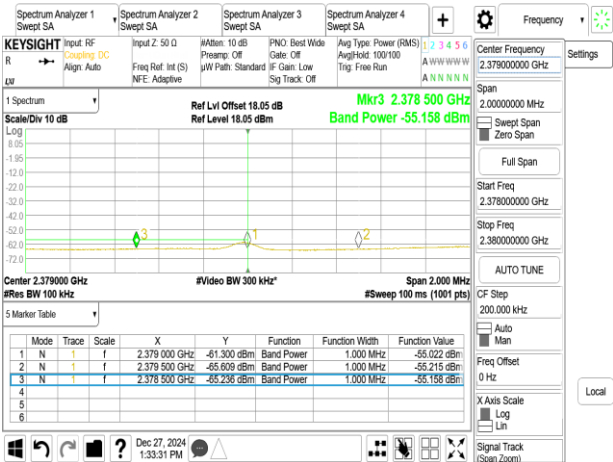 Spectrum Analyzer 1
Swept SA
Spectrum Analyzer 2
Swept SA
Spectrum Analyzer 3
Swept SA
Spectrum Analyzer 4
Swept SA
+
Frequency
KEYSIGHT
R
Input: RF
Coupling: DC
Align: Auto
Input Z: 50 Ω
Freq Ref: Int (S)
NFE: Adaptive
#Atten: 10 dB
Preamp: Off
µW Path: Standard
PNO: Best Wide
Gate: Off
IF Gain: Low
Sig Track: Off
Avg Type: Power (RMS)
Avg|Hold: 100/100
Trig: Free Run
1 2 3 4 5 6
A W W W W W
A N N N N N
1 Spectrum
Scale/Div 10 dB
Ref Lvl Offset 18.05 dB
Ref Level 18.05 dBm
Mkr3 2.378 500 GHz
Band Power -55.158 dBm
Log
8.05
-1.95
-12.0
-22.0
-32.0
-42.0
-52.0
-62.0
-72.0
3
1
2
Center 2.379000 GHz
#Res BW 100 kHz
#Video BW 300 kHz*
Span 2.000 MHz
#Sweep 100 ms (1001 pts)
5 Marker Table
Mode Trace Scale X Y Function Function Width Function Value
1 N 1 f 2.379 000 GHz -61.300 dBm Band Power 1.000 MHz -55.022 dBm
2 N 1 f 2.379 500 GHz -65.609 dBm Band Power 1.000 MHz -55.215 dBm
3 N 1 f 2.378 500 GHz -65.236 dBm Band Power 1.000 MHz -55.158 dBm
4
5
6
?
Dec 27, 2024
1:33:31 PM
Center Frequency
2.379000000 GHz
Settings
Span
2.00000000 MHz
Swept Span
Zero Span
Full Span
Start Freq
2.378000000 GHz
Stop Freq
2.380000000 GHz
AUTO TUNE
CF Step
200.000 kHz
Auto
Man
Freq Offset
0 Hz
X Axis Scale
Log
Lin
Local
Signal Track
(Span Zoom)